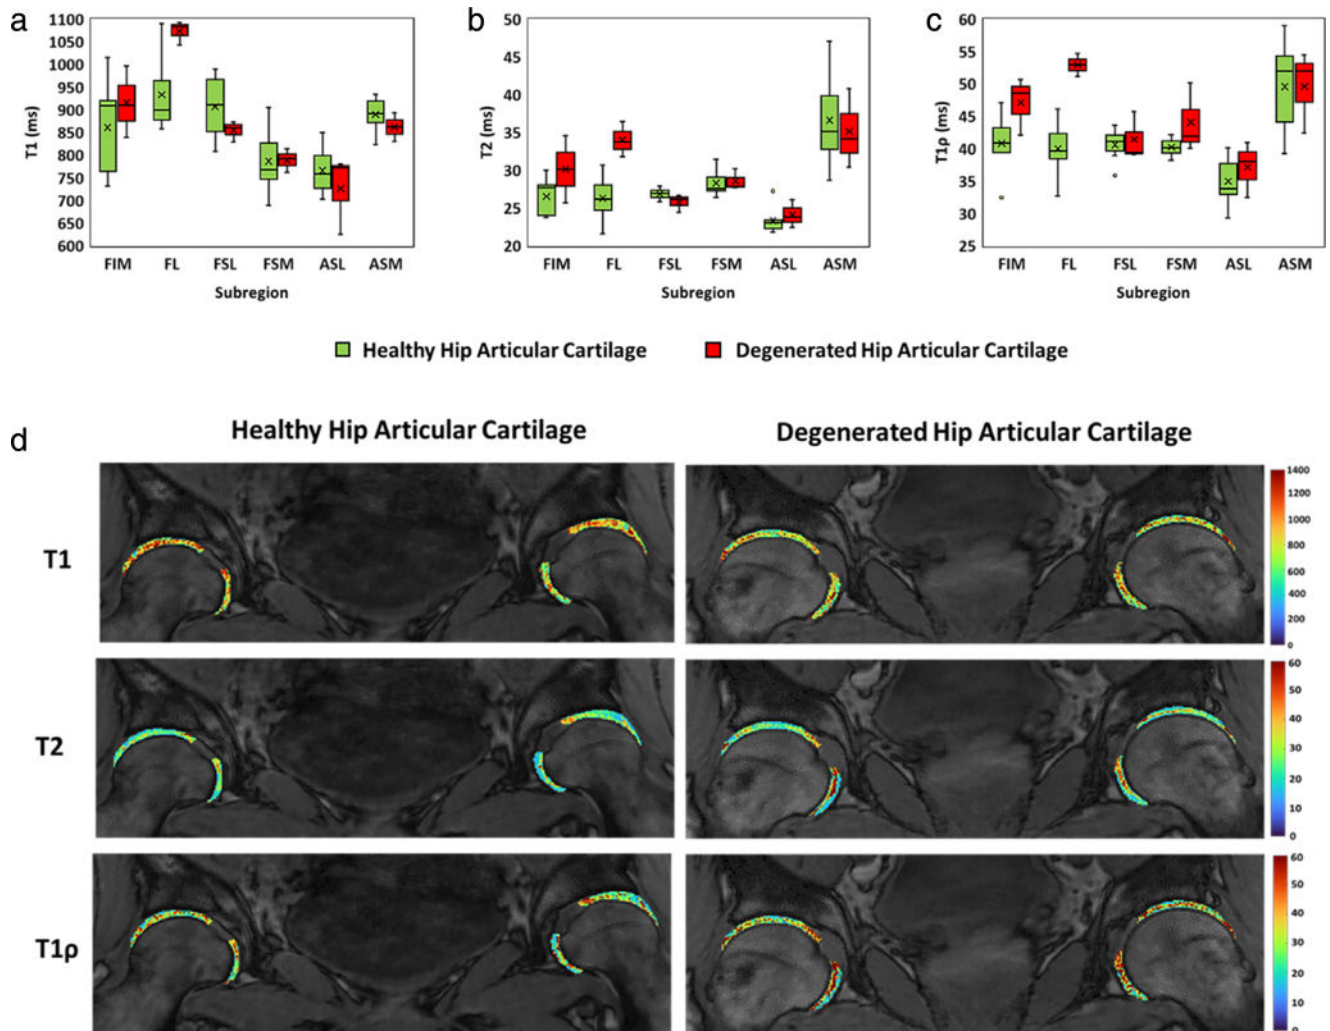 a
T1 (ms)
1100
1050
1000
950
900
850
800
750
700
650
600
FIM FL FSL FSM ASL ASM
Subregion
b
T2 (ms)
50
45
40
35
30
25
20
FIM FL FSL FSM ASL ASM
Subregion
c
T1ρ (ms)
60
55
50
45
40
35
30
25
FIM FL FSL FSM ASL ASM
Subregion
Healthy Hip Articular Cartilage
Degenerated Hip Articular Cartilage
d
Healthy Hip Articular Cartilage
Degenerated Hip Articular Cartilage
T1
1400
1200
1000
800
600
400
200
0
T2
60
50
40
30
20
10
0
T1ρ
60
50
40
30
20
10
0